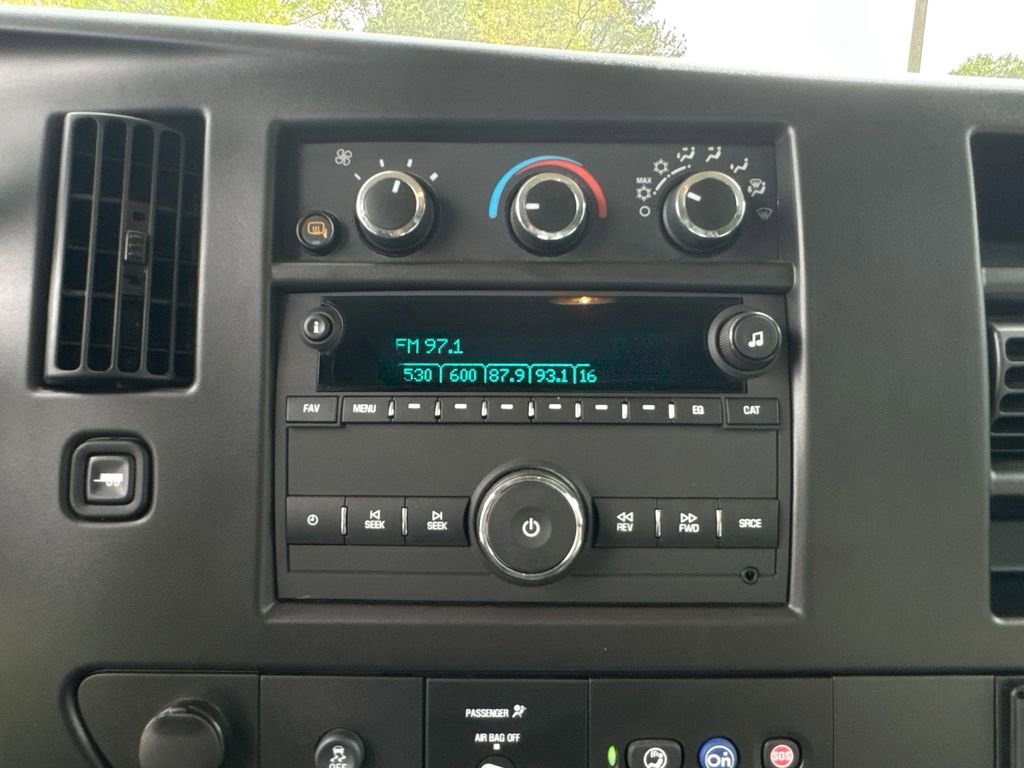 MAX
FM 97.1
530 600 87.9 93.1 16
FAV MENU EQ CAT
SEEK SEEK REV FWD SRCE
PASSENGER
AIR BAG OFF
OFF
On
SOS